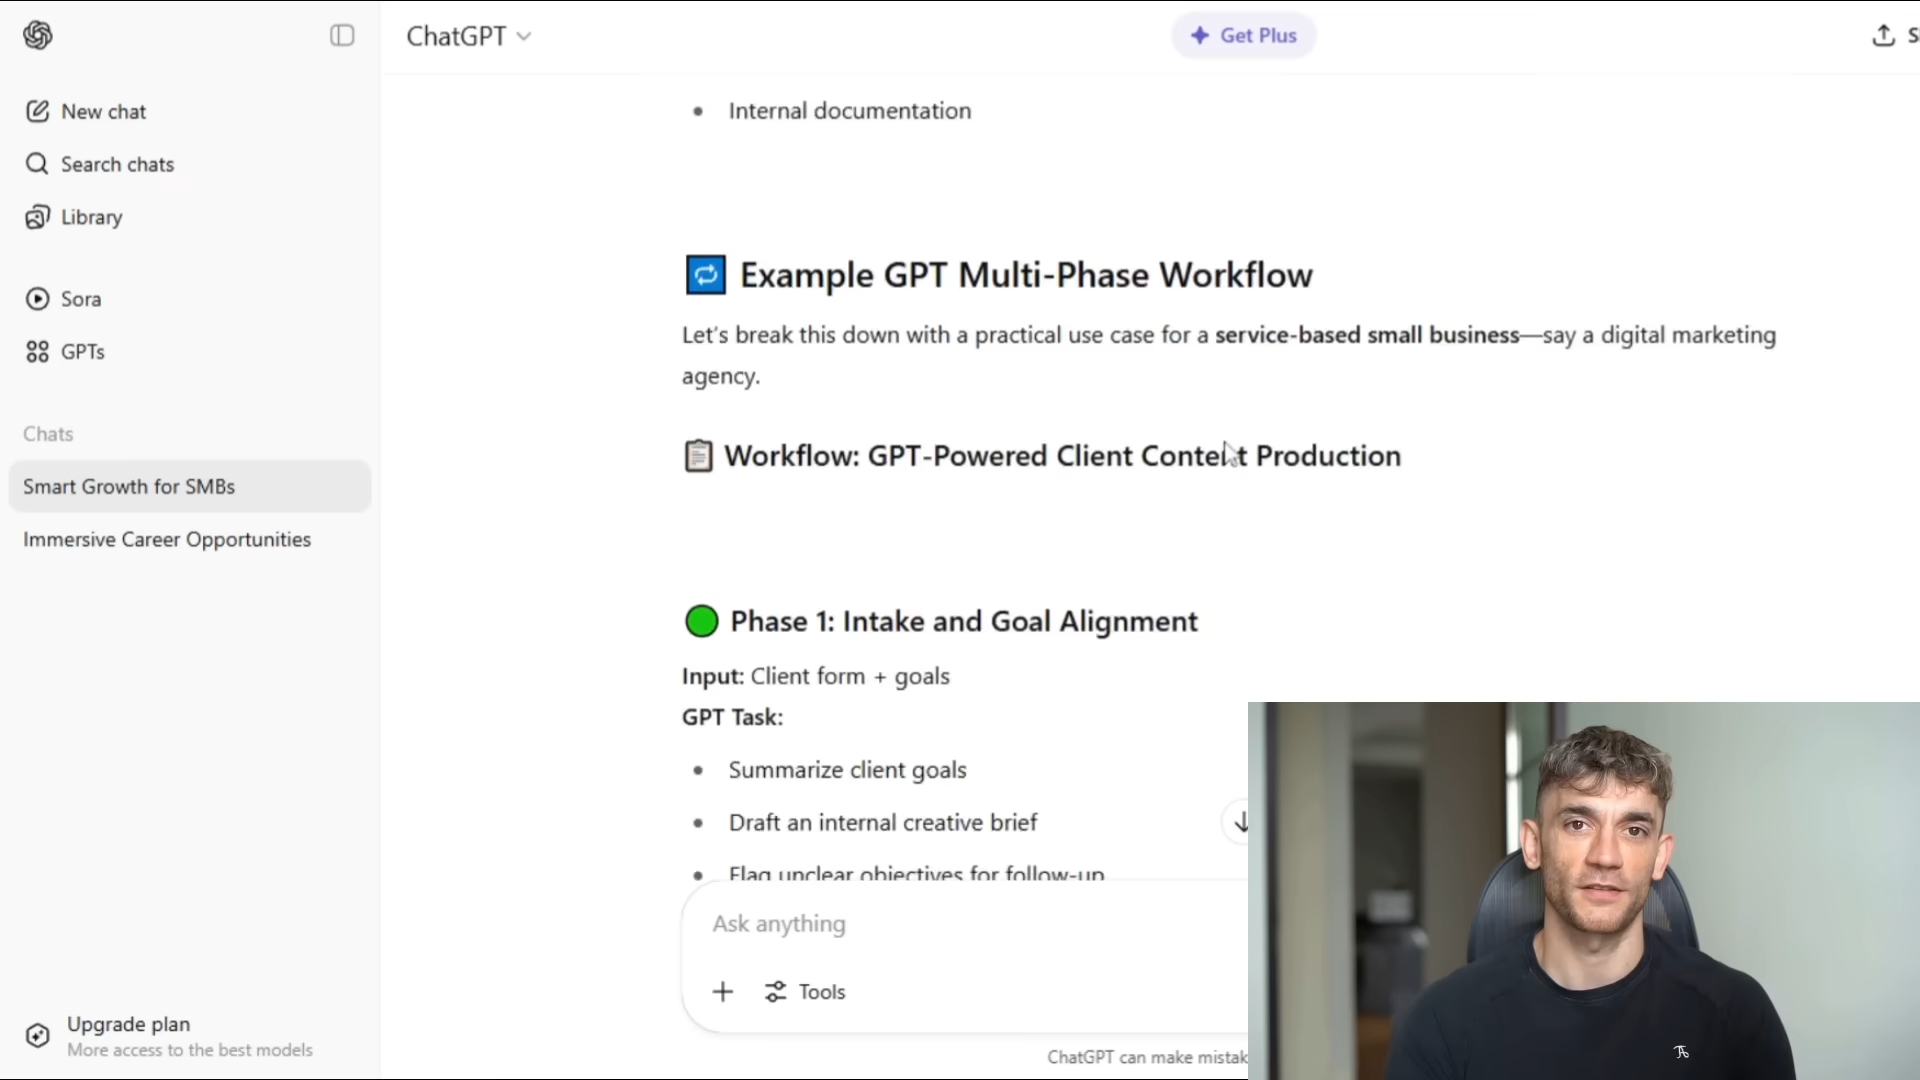 ChatGPT
Get Plus
New chat
Search chats
Library
Sora
GPTs
Chats
Smart Growth for SMBs
Immersive Career Opportunities
Upgrade plan
More access to the best models
Internal documentation
Example GPT Multi-Phase Workflow
Let's break this down with a practical use case for a service-based small business—say a digital marketing
agency.
Workflow: GPT-Powered Client Content Production
Phase 1: Intake and Goal Alignment
Input: Client form + goals
GPT Task:
Summarize client goals
Draft an internal creative brief
Flag unclear objectives for follow-up
Ask anything
Tools
ChatGPT can make mistak